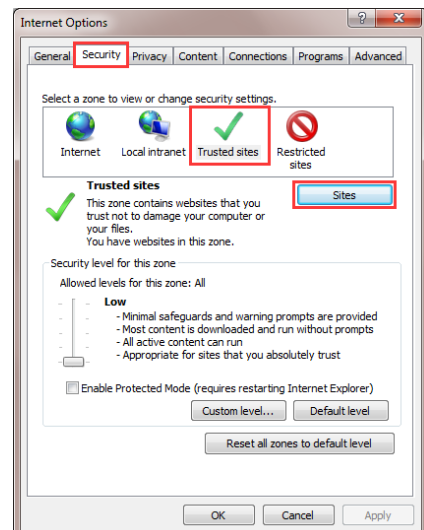 Internet Options
General Security Privacy Content Connections Programs Advanced
Select a zone to view or change security settings.
Internet Local intranet Trusted sites Restricted
sites
Trusted sites
Sites
This zone contains websites that you
trust not to damage your computer or
your files.
You have websites in this zone.
Security level for this zone
Allowed levels for this zone: All
Low
- Minimal safeguards and warning prompts are provided
- Most content is downloaded and run without prompts
- All active content can run
- Appropriate for sites that you absolutely trust
Enable Protected Mode (requires restarting Internet Explorer)
Custom level... Default level
Reset all zones to default level
OK Cancel Apply